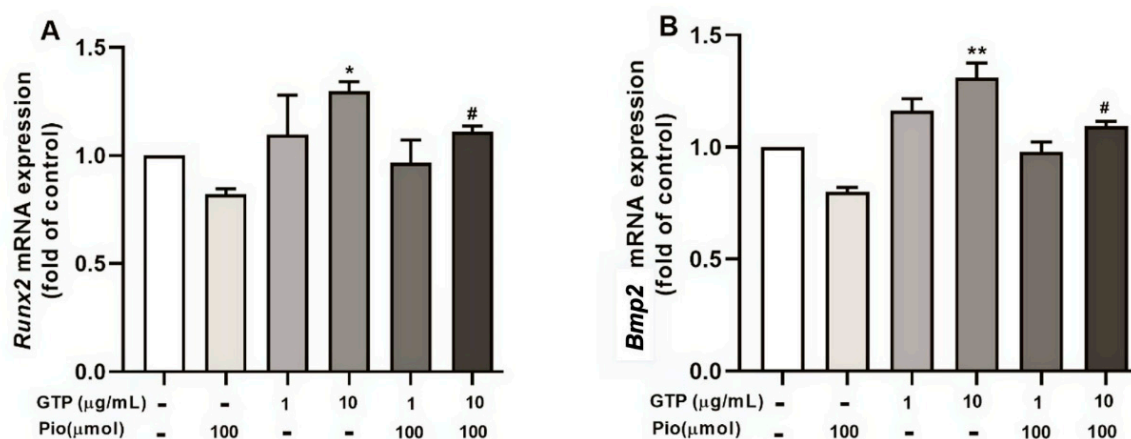 A
Runx2 mRNA expression
(fold of control)
1.5
1.0
0.5
0.0
*
#
GTP (μg/mL) - - 1 10 1 10
Pio(μmol) - 100 - - 100 100
B
Bmp2 mRNA expression
(fold of control)
1.5
1.0
0.5
0.0
**
#
GTP (μg/mL) - - 1 10 1 10
Pio(μmol) - 100 - - 100 100